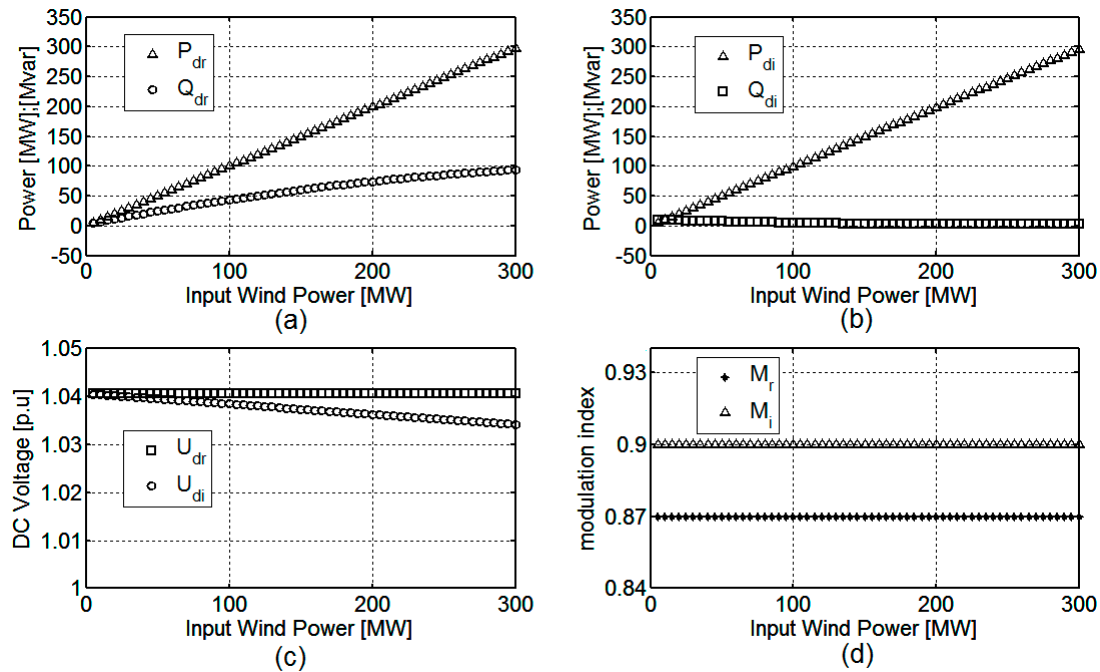 350
300
250
200
150
100
50
0
-50
Power [MW];[Mvar]
P_dr
Q_dr
0 100 200 300
Input Wind Power [MW]
(a)
350
300
250
200
150
100
50
0
-50
Power [MW];[Mvar]
P_di
Q_di
0 100 200 300
Input Wind Power [MW]
(b)
1.05
1.04
1.03
1.02
1.01
1
DC Voltage [p.u]
U_dr
U_di
0 100 200 300
Input Wind Power [MW]
(c)
0.93
0.9
0.87
0.84
modulation index
M_r
M_i
0 100 200 300
Input Wind Power [MW]
(d)